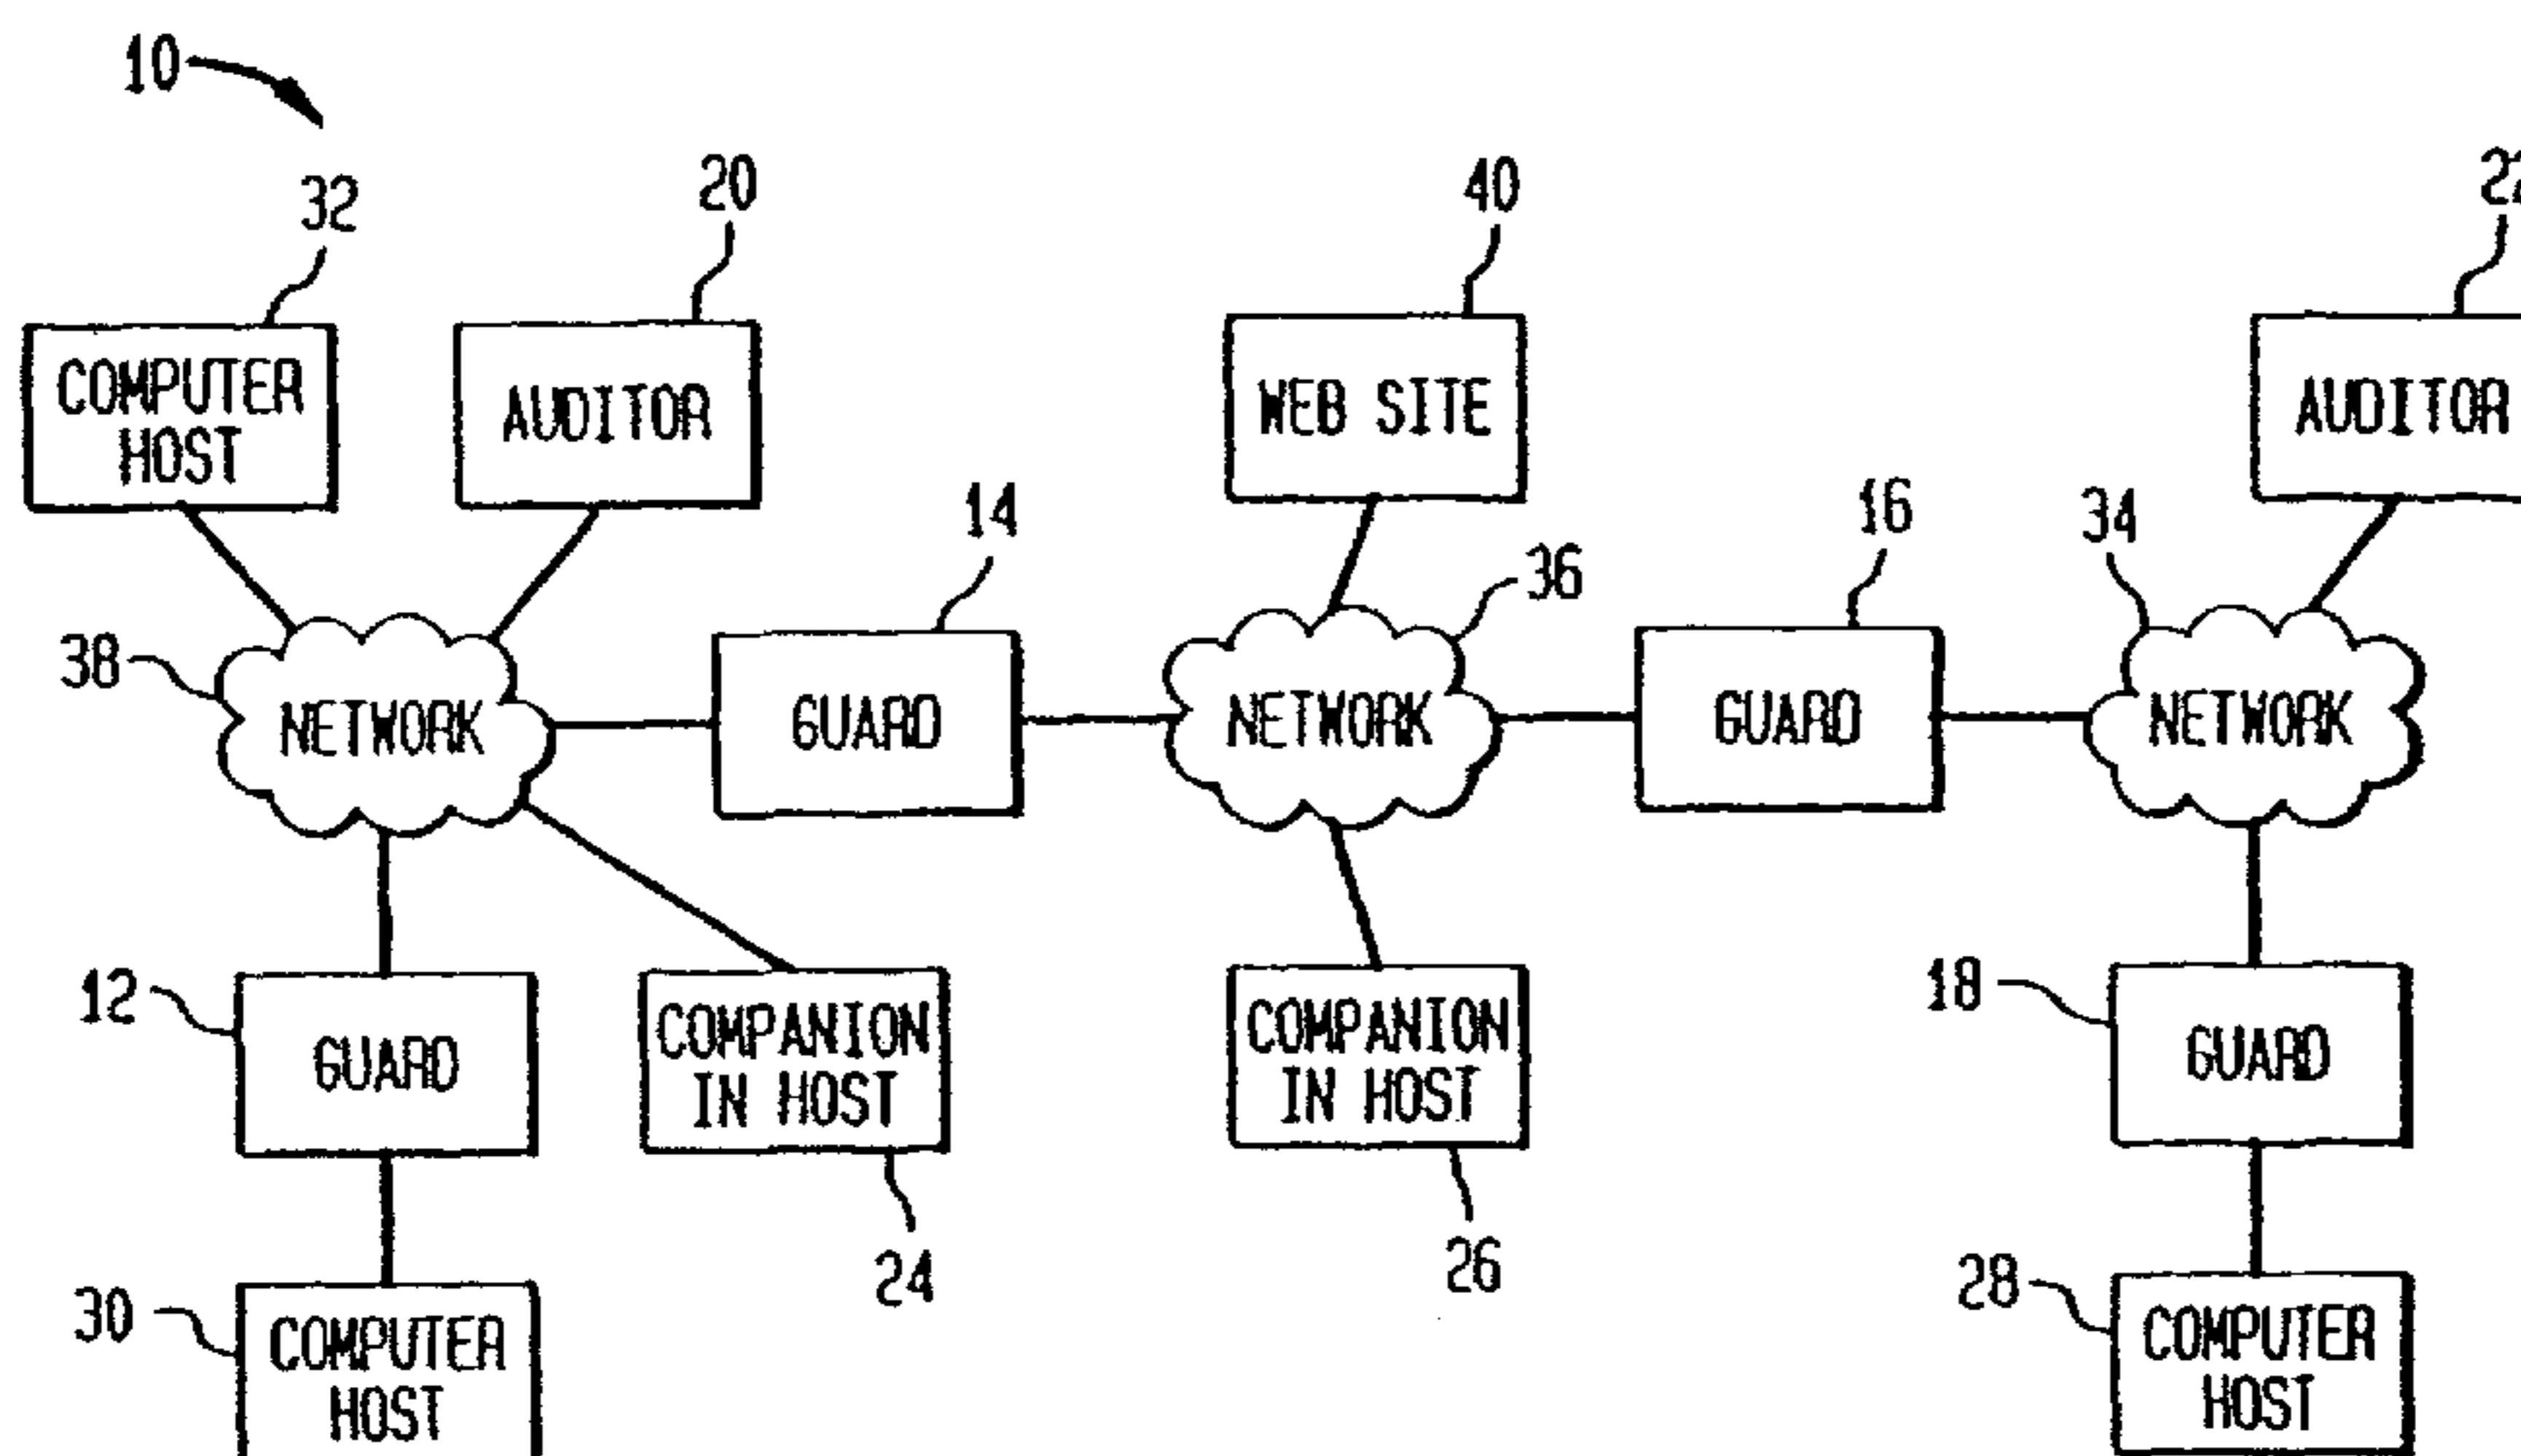 10
32
20
40
22
COMPUTER
HOST
AUDITOR
WEB SITE
AUDITOR
14
36
16
34
38
NETWORK
GUARD
NETWORK
GUARD
NETWORK
12
GUARD
COMPANION
IN HOST
COMPANION
IN HOST
18
GUARD
24
26
30
COMPUTER
HOST
28
COMPUTER
HOST